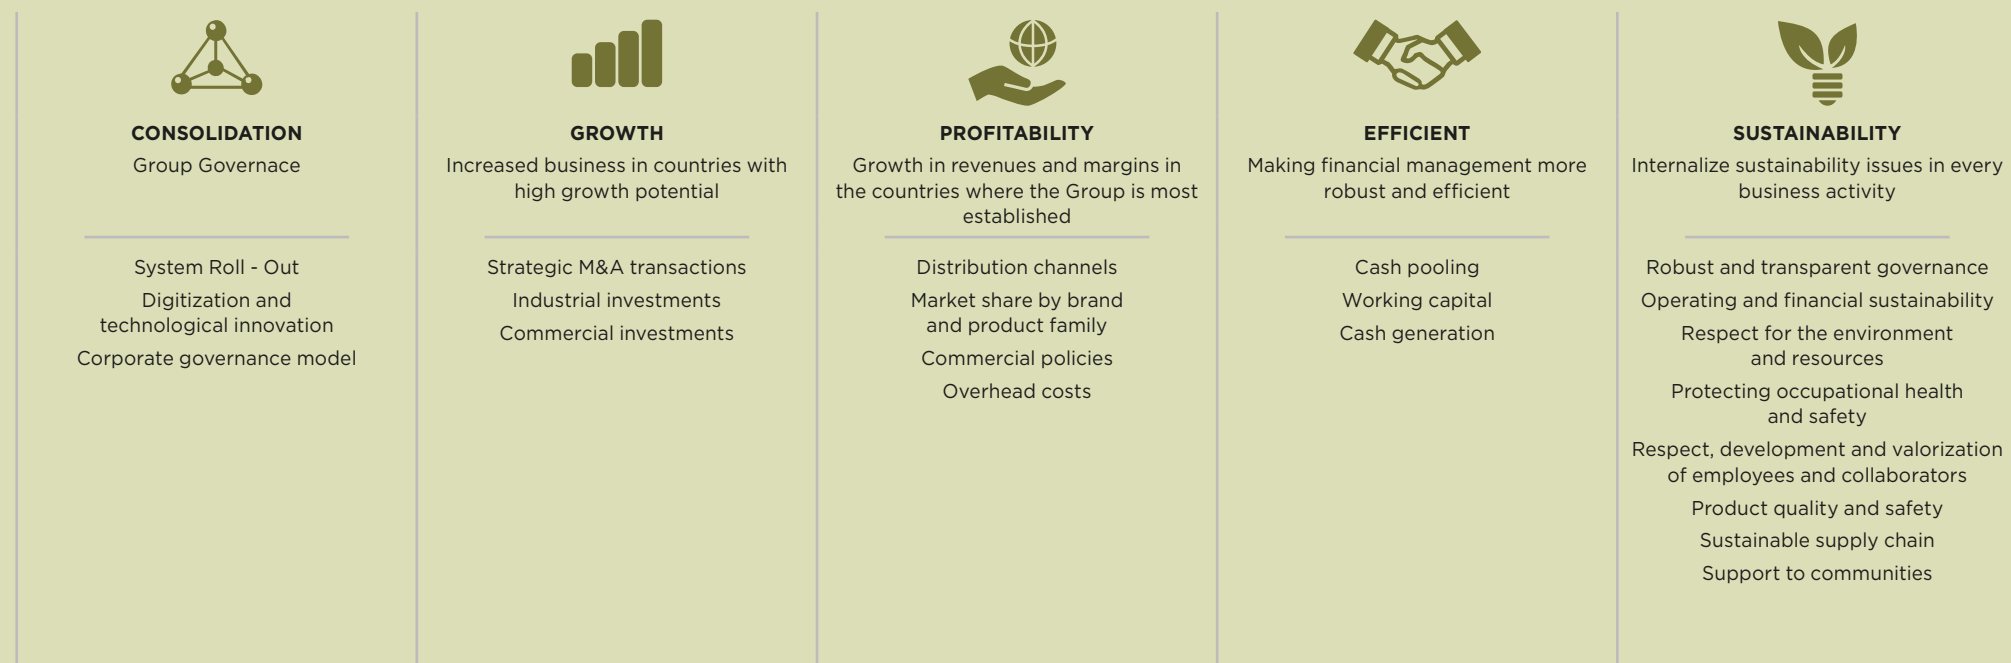 CONSOLIDATION
Group Governace
System Roll - Out
Digitization and
technological innovation
Corporate governance model
GROWTH
Increased business in countries with
high growth potential
Strategic M&A transactions
Industrial investments
Commercial investments
PROFITABILITY
Growth in revenues and margins in
the countries where the Group is most
established
Distribution channels
Market share by brand
and product family
Commercial policies
Overhead costs
EFFICIENT
Making financial management more
robust and efficient
Cash pooling
Working capital
Cash generation
SUSTAINABILITY
Internalize sustainability issues in every
business activity
Robust and transparent governance
Operating and financial sustainability
Respect for the environment
and resources
Protecting occupational health
and safety
Respect, development and valorization
of employees and collaborators
Product quality and safety
Sustainable supply chain
Support to communities